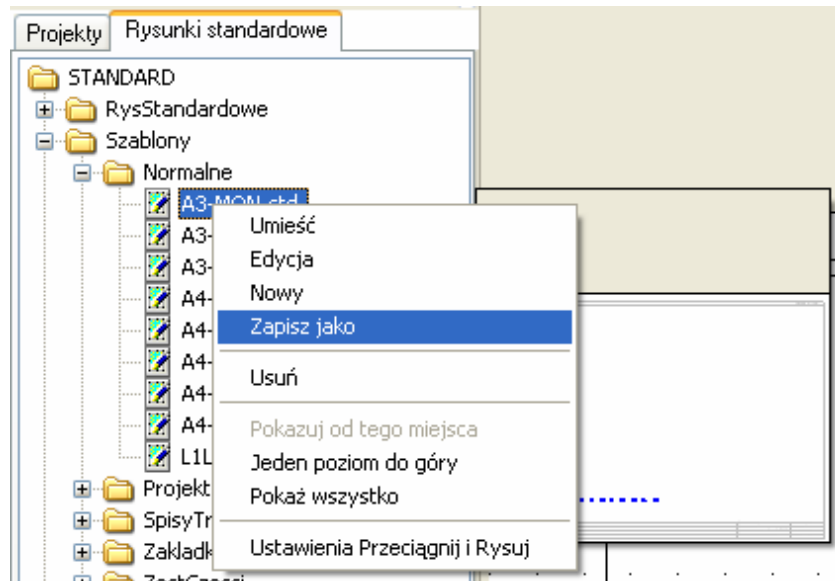 Projekty Rysunki standardowe
STANDARD
RysStandardowe
Szablony
Normalne
A3-MON.std
A3-
A3-
A4-
A4-
A4-
A4-
A4-
L1L
Projekt
SpisyTr
Zakladk
Umieść
Edycja
Nowy
Zapisz jako
Usuń
Pokazuj od tego miejsca
Jeden poziom do góry
Pokaż wszystko
Ustawienia Przeciągnij i Rysuj